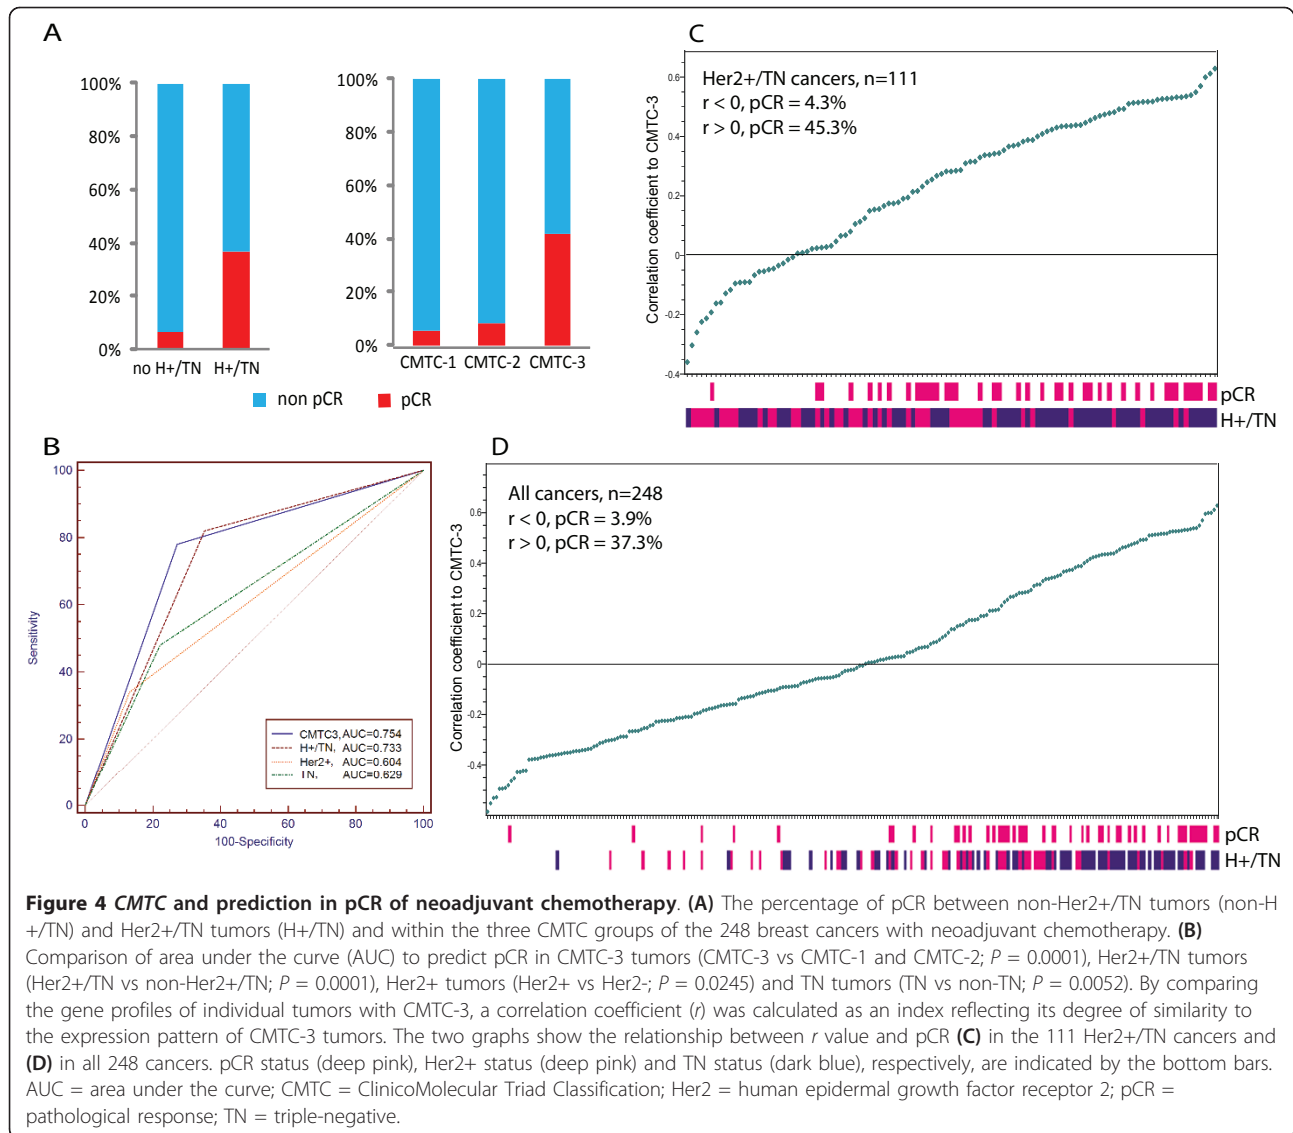 A
100%
80%
60%
40%
20%
0%
no H+/TN
H+/TN
100%
80%
60%
40%
20%
0%
CMTC-1
CMTC-2
CMTC-3
non pCR
pCR
C
Her2+/TN cancers, n=111
r < 0, pCR = 4.3%
r > 0, pCR = 45.3%
Correlation coefficient to CMTC-3
0.6
0.4
0.2
0
-0.2
-0.4
pCR
H+/TN
B
100
80
60
40
20
0
Sensitivity
0
20
40
60
80
100
100-Specificity
CMTC3, AUC=0.754
H+/TN, AUC=0.733
Her2+, AUC=0.604
TN, AUC=0.629
D
All cancers, n=248
r < 0, pCR = 3.9%
r > 0, pCR = 37.3%
Correlation coefficient to CMTC-3
0.6
0.4
0.2
0
-0.2
-0.4
pCR
H+/TN
Figure 4 CMTC and prediction in pCR of neoadjuvant chemotherapy. (A) The percentage of pCR between non-Her2+/TN tumors (non-H
+/TN) and Her2+/TN tumors (H+/TN) and within the three CMTC groups of the 248 breast cancers with neoadjuvant chemotherapy. (B)
Comparison of area under the curve (AUC) to predict pCR in CMTC-3 tumors (CMTC-3 vs CMTC-1 and CMTC-2; P = 0.0001), Her2+/TN tumors
(Her2+/TN vs non-Her2+/TN; P = 0.0001), Her2+ tumors (Her2+ vs Her2-; P = 0.0245) and TN tumors (TN vs non-TN; P = 0.0052). By comparing
the gene profiles of individual tumors with CMTC-3, a correlation coefficient (r) was calculated as an index reflecting its degree of similarity to
the expression pattern of CMTC-3 tumors. The two graphs show the relationship between r value and pCR (C) in the 111 Her2+/TN cancers and
(D) in all 248 cancers. pCR status (deep pink), Her2+ status (deep pink) and TN status (dark blue), respectively, are indicated by the bottom bars.
AUC = area under the curve; CMTC = ClinicoMolecular Triad Classification; Her2 = human epidermal growth factor receptor 2; pCR =
pathological response; TN = triple-negative.